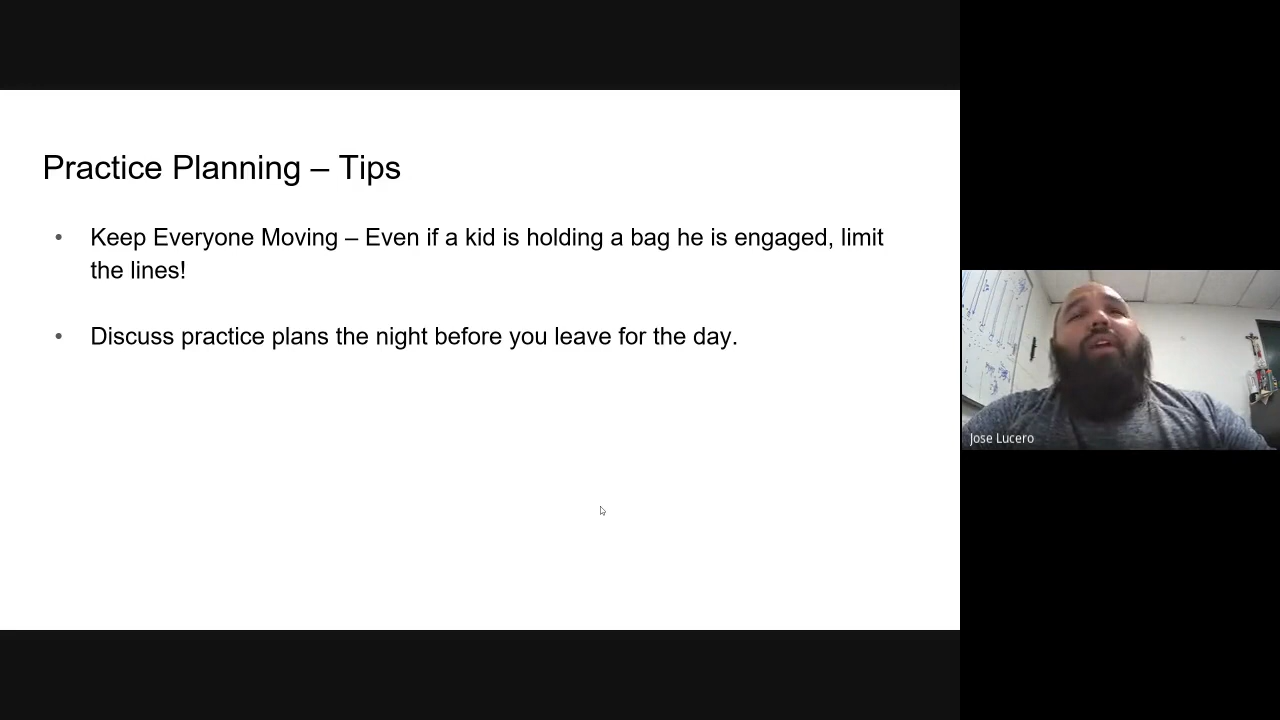 Practice Planning – Tips
• Keep Everyone Moving – Even if a kid is holding a bag he is engaged, limit
the lines!
• Discuss practice plans the night before you leave for the day.
Jose Lucero